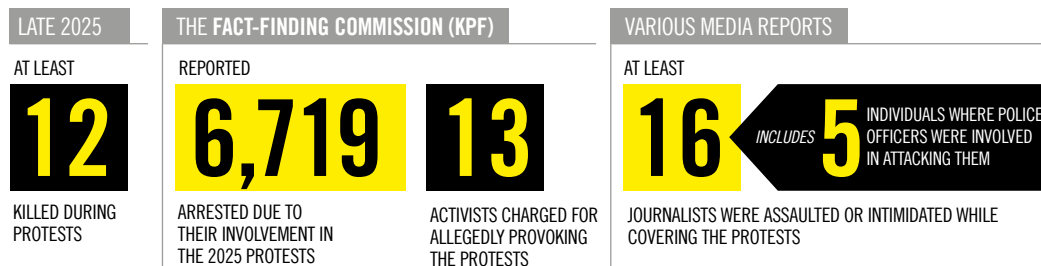 LATE 2025
AT LEAST
12
KILLED DURING
PROTESTS
THE FACT-FINDING COMMISSION (KPF)
REPORTED
6,719
ARRESTED DUE TO
THEIR INVOLVEMENT IN
THE 2025 PROTESTS
13
ACTIVISTS CHARGED FOR
ALLEGEDLY PROVOKING
THE PROTESTS
VARIOUS MEDIA REPORTS
AT LEAST
16
INCLUDES 5
INDIVIDUALS WHERE POLICE
OFFICERS WERE INVOLVED
IN ATTACKING THEM
JOURNALISTS WERE ASSAULTED OR INTIMIDATED WHILE
COVERING THE PROTESTS